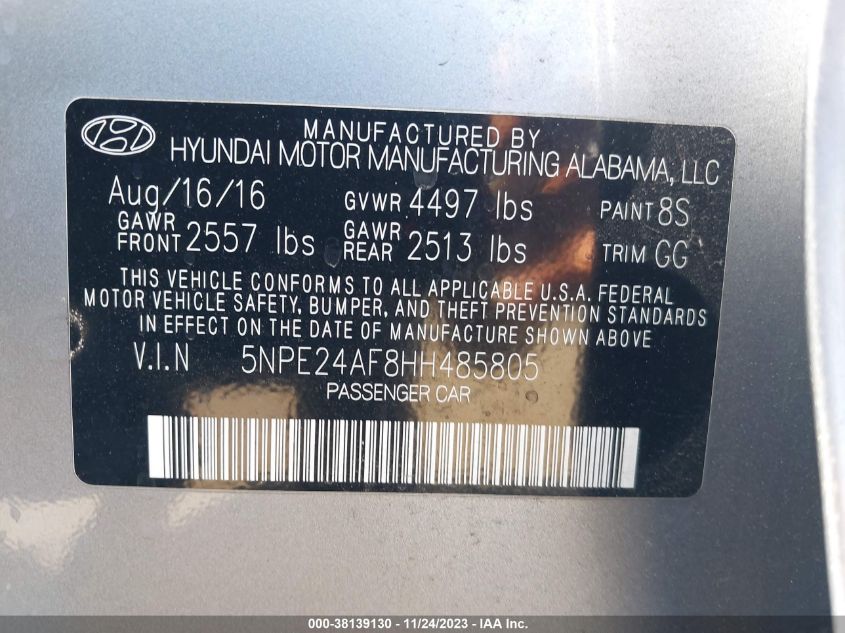 MANUFACTURED BY
HYUNDAI MOTOR MANUFACTURING ALABAMA, LLC
Aug/16/16 GVWR 4497 lbs PAINT 8S
GAWR FRONT 2557 lbs GAWR REAR 2513 lbs TRIM GG
THIS VEHICLE CONFORMS TO ALL APPLICABLE U.S.A. FEDERAL
MOTOR VEHICLE SAFETY, BUMPER, AND THEFT PREVENTION STANDARDS
IN EFFECT ON THE DATE OF MANUFACTURE SHOWN ABOVE
V.I.N 5NPE24AF8HH485805
PASSENGER CAR
000-38139130 - 11/24/2023 - IAA Inc.